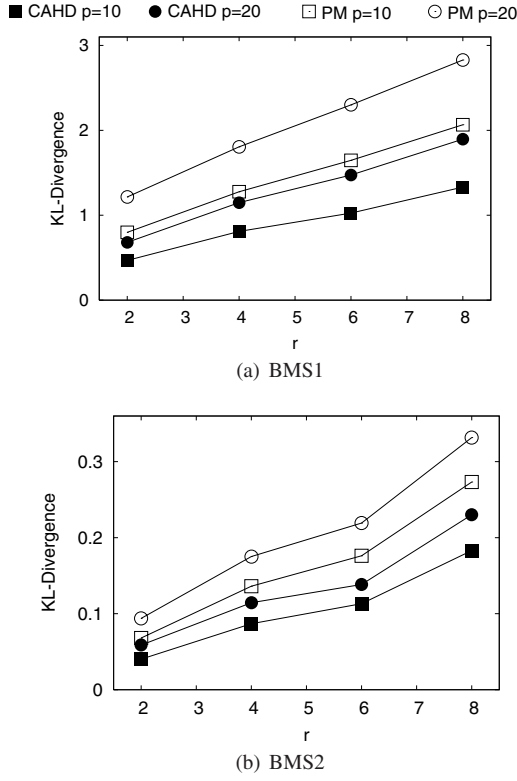 CAHD p=10 CAHD p=20 PM p=10 PM p=20
3
2
1
0
KL-Divergence
2 3 4 5 6 7 8
r
(a) BMS1
0.3
0.2
0.1
0
KL-Divergence
2 3 4 5 6 7 8
r
(b) BMS2